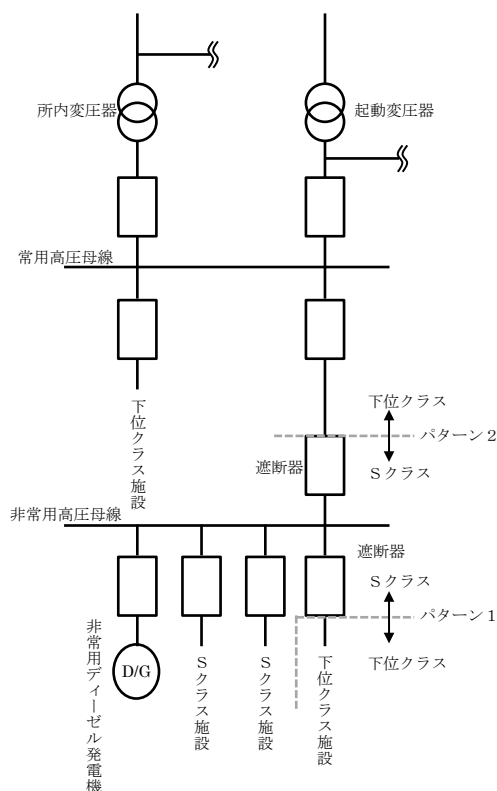 所内変圧器
起動変圧器
常用高圧母線
下位クラス施設
下位クラス
パターン2
遮断器
Sクラス
非常用高圧母線
遮断器
Sクラス
パターン1
下位クラス
非常用ディーゼル発電機
D/G
Sクラス施設
Sクラス施設
下位クラス施設